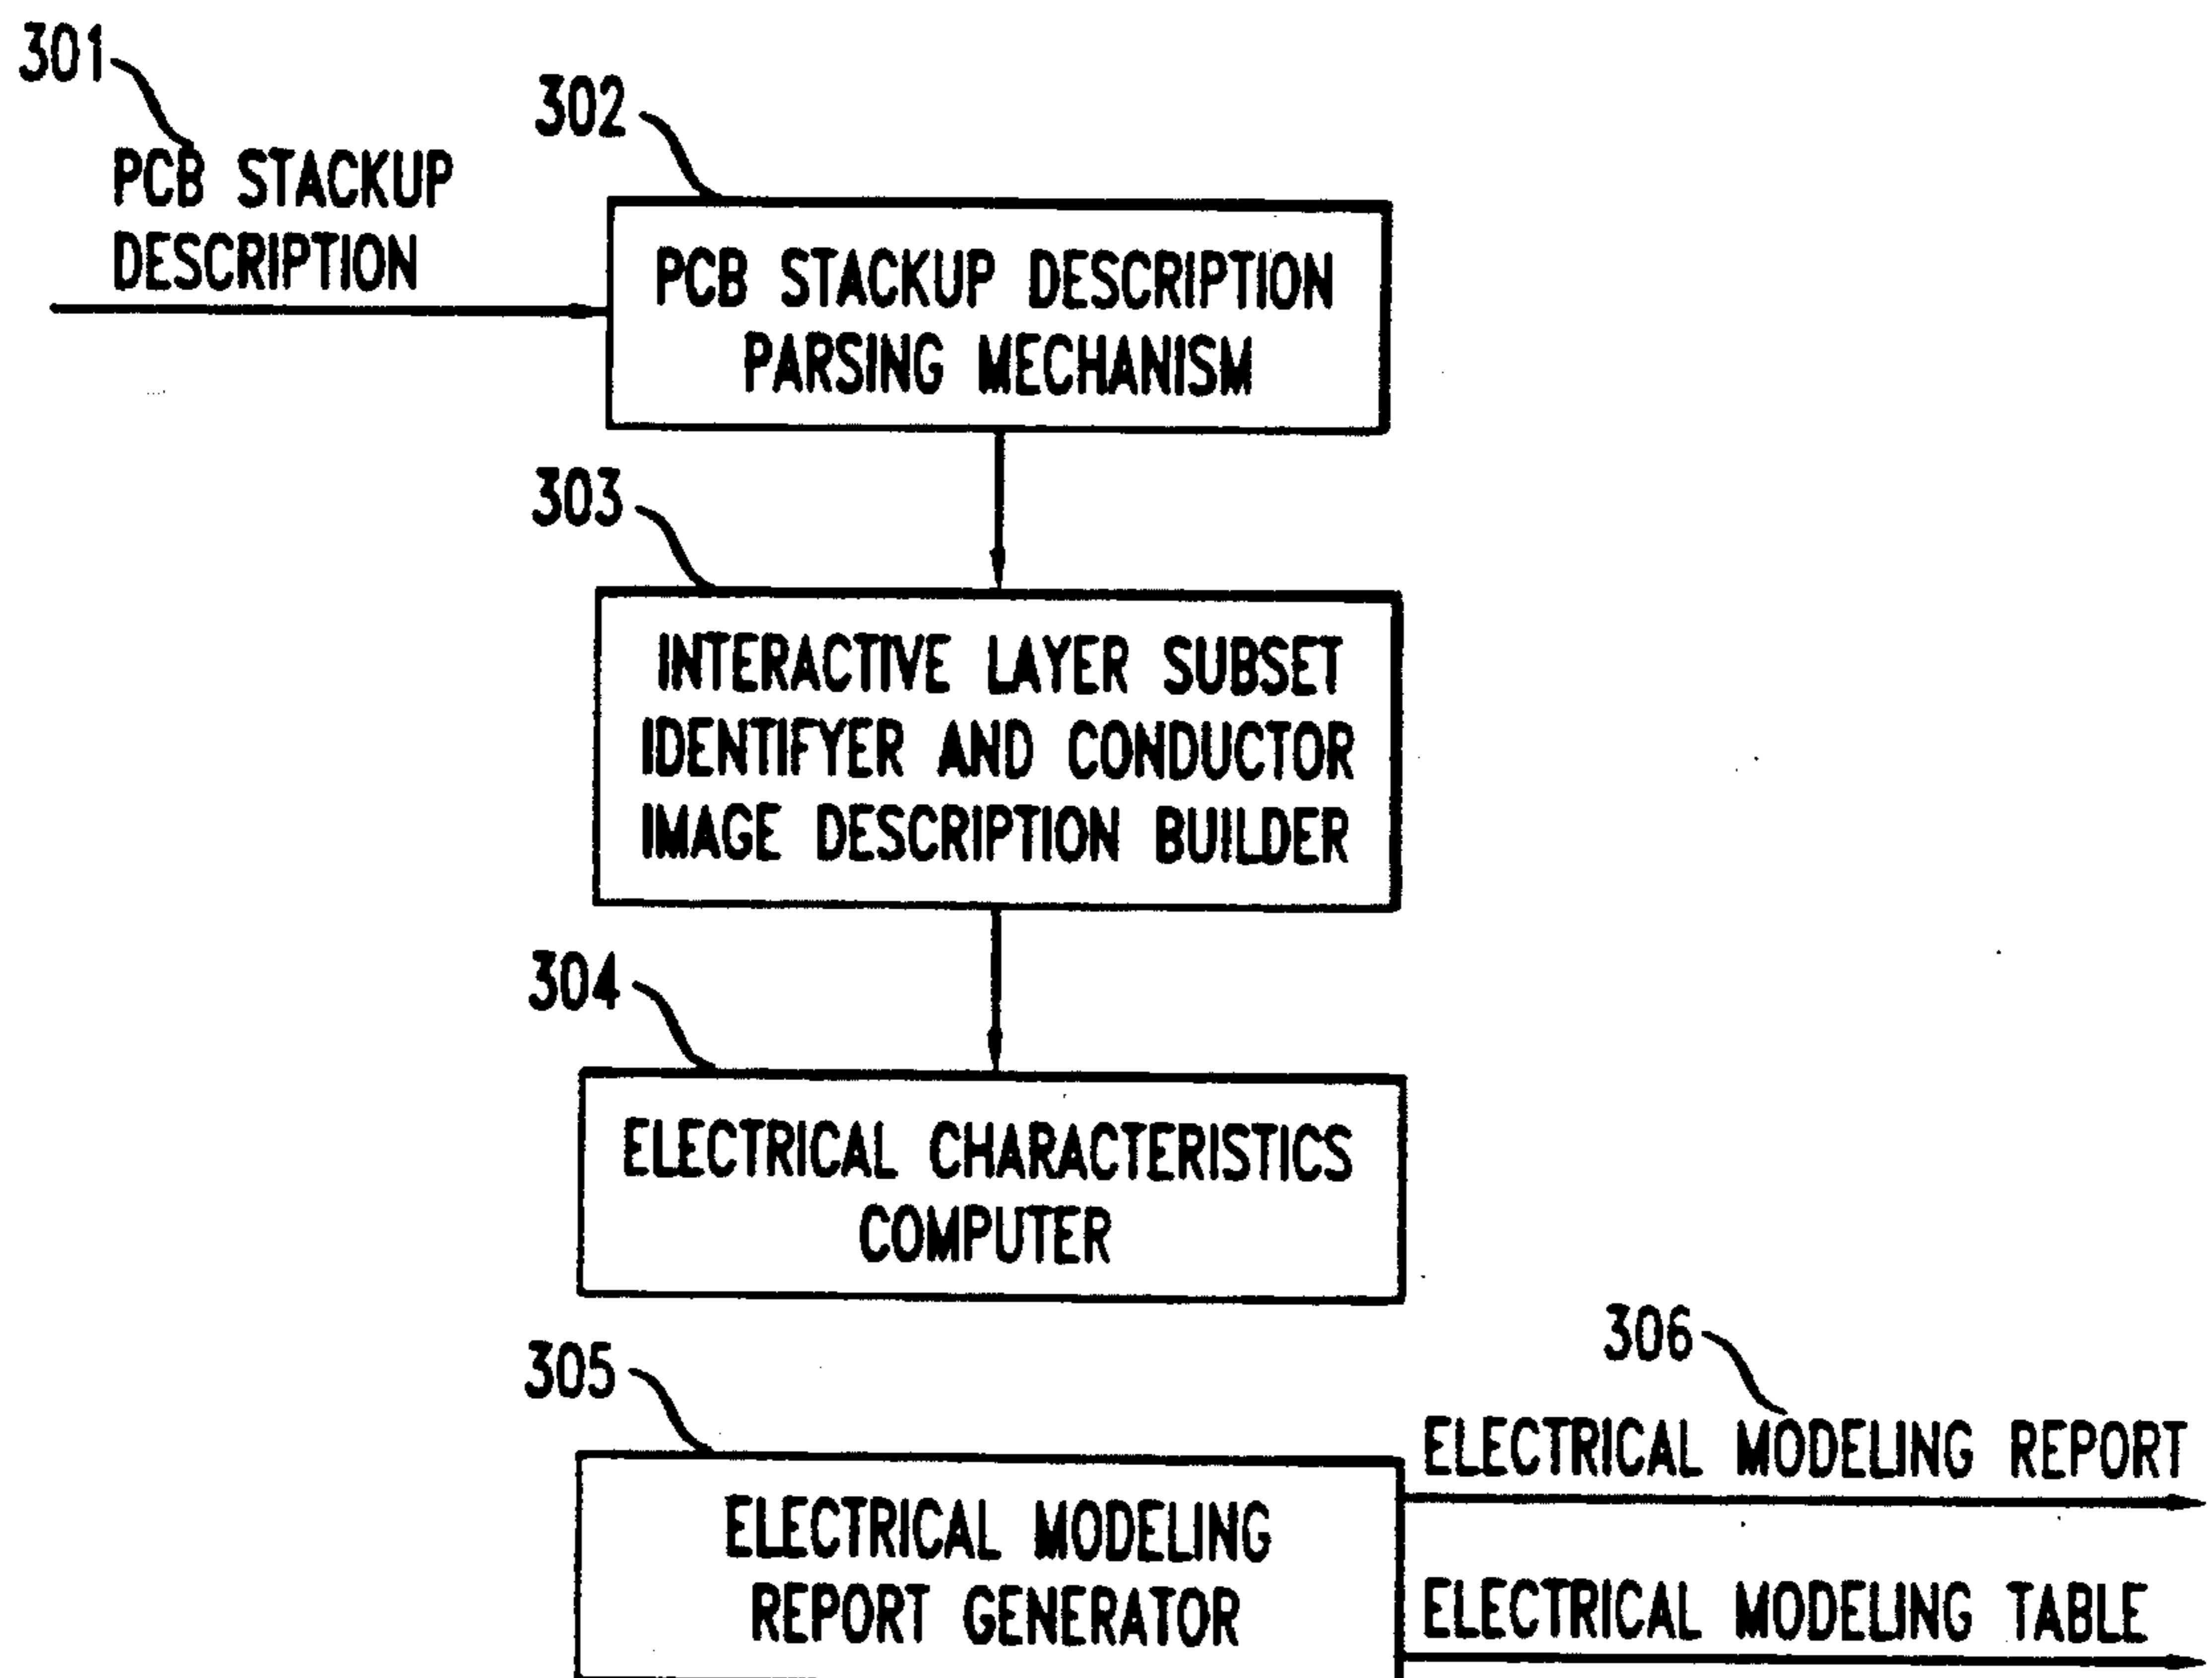 301
PCB STACKUP
DESCRIPTION
302
PCB STACKUP DESCRIPTION
PARSING MECHANISM
303
INTERACTIVE LAYER SUBSET
IDENTIFYER AND CONDUCTOR
IMAGE DESCRIPTION BUILDER
304
ELECTRICAL CHARACTERISTICS
COMPUTER
305
ELECTRICAL MODELING
REPORT GENERATOR
306
ELECTRICAL MODELING REPORT
ELECTRICAL MODELING TABLE